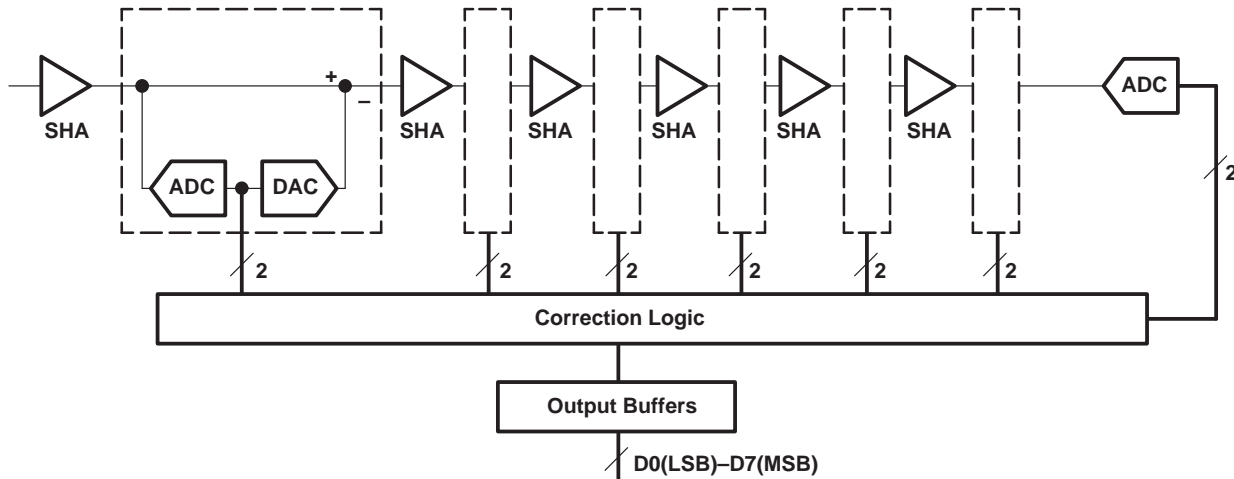 +
–
ADC
SHA
SHA
SHA
SHA
SHA
SHA
ADC
DAC
2
2
2
2
2
2
2
Correction Logic
Output Buffers
D0(LSB)–D7(MSB)